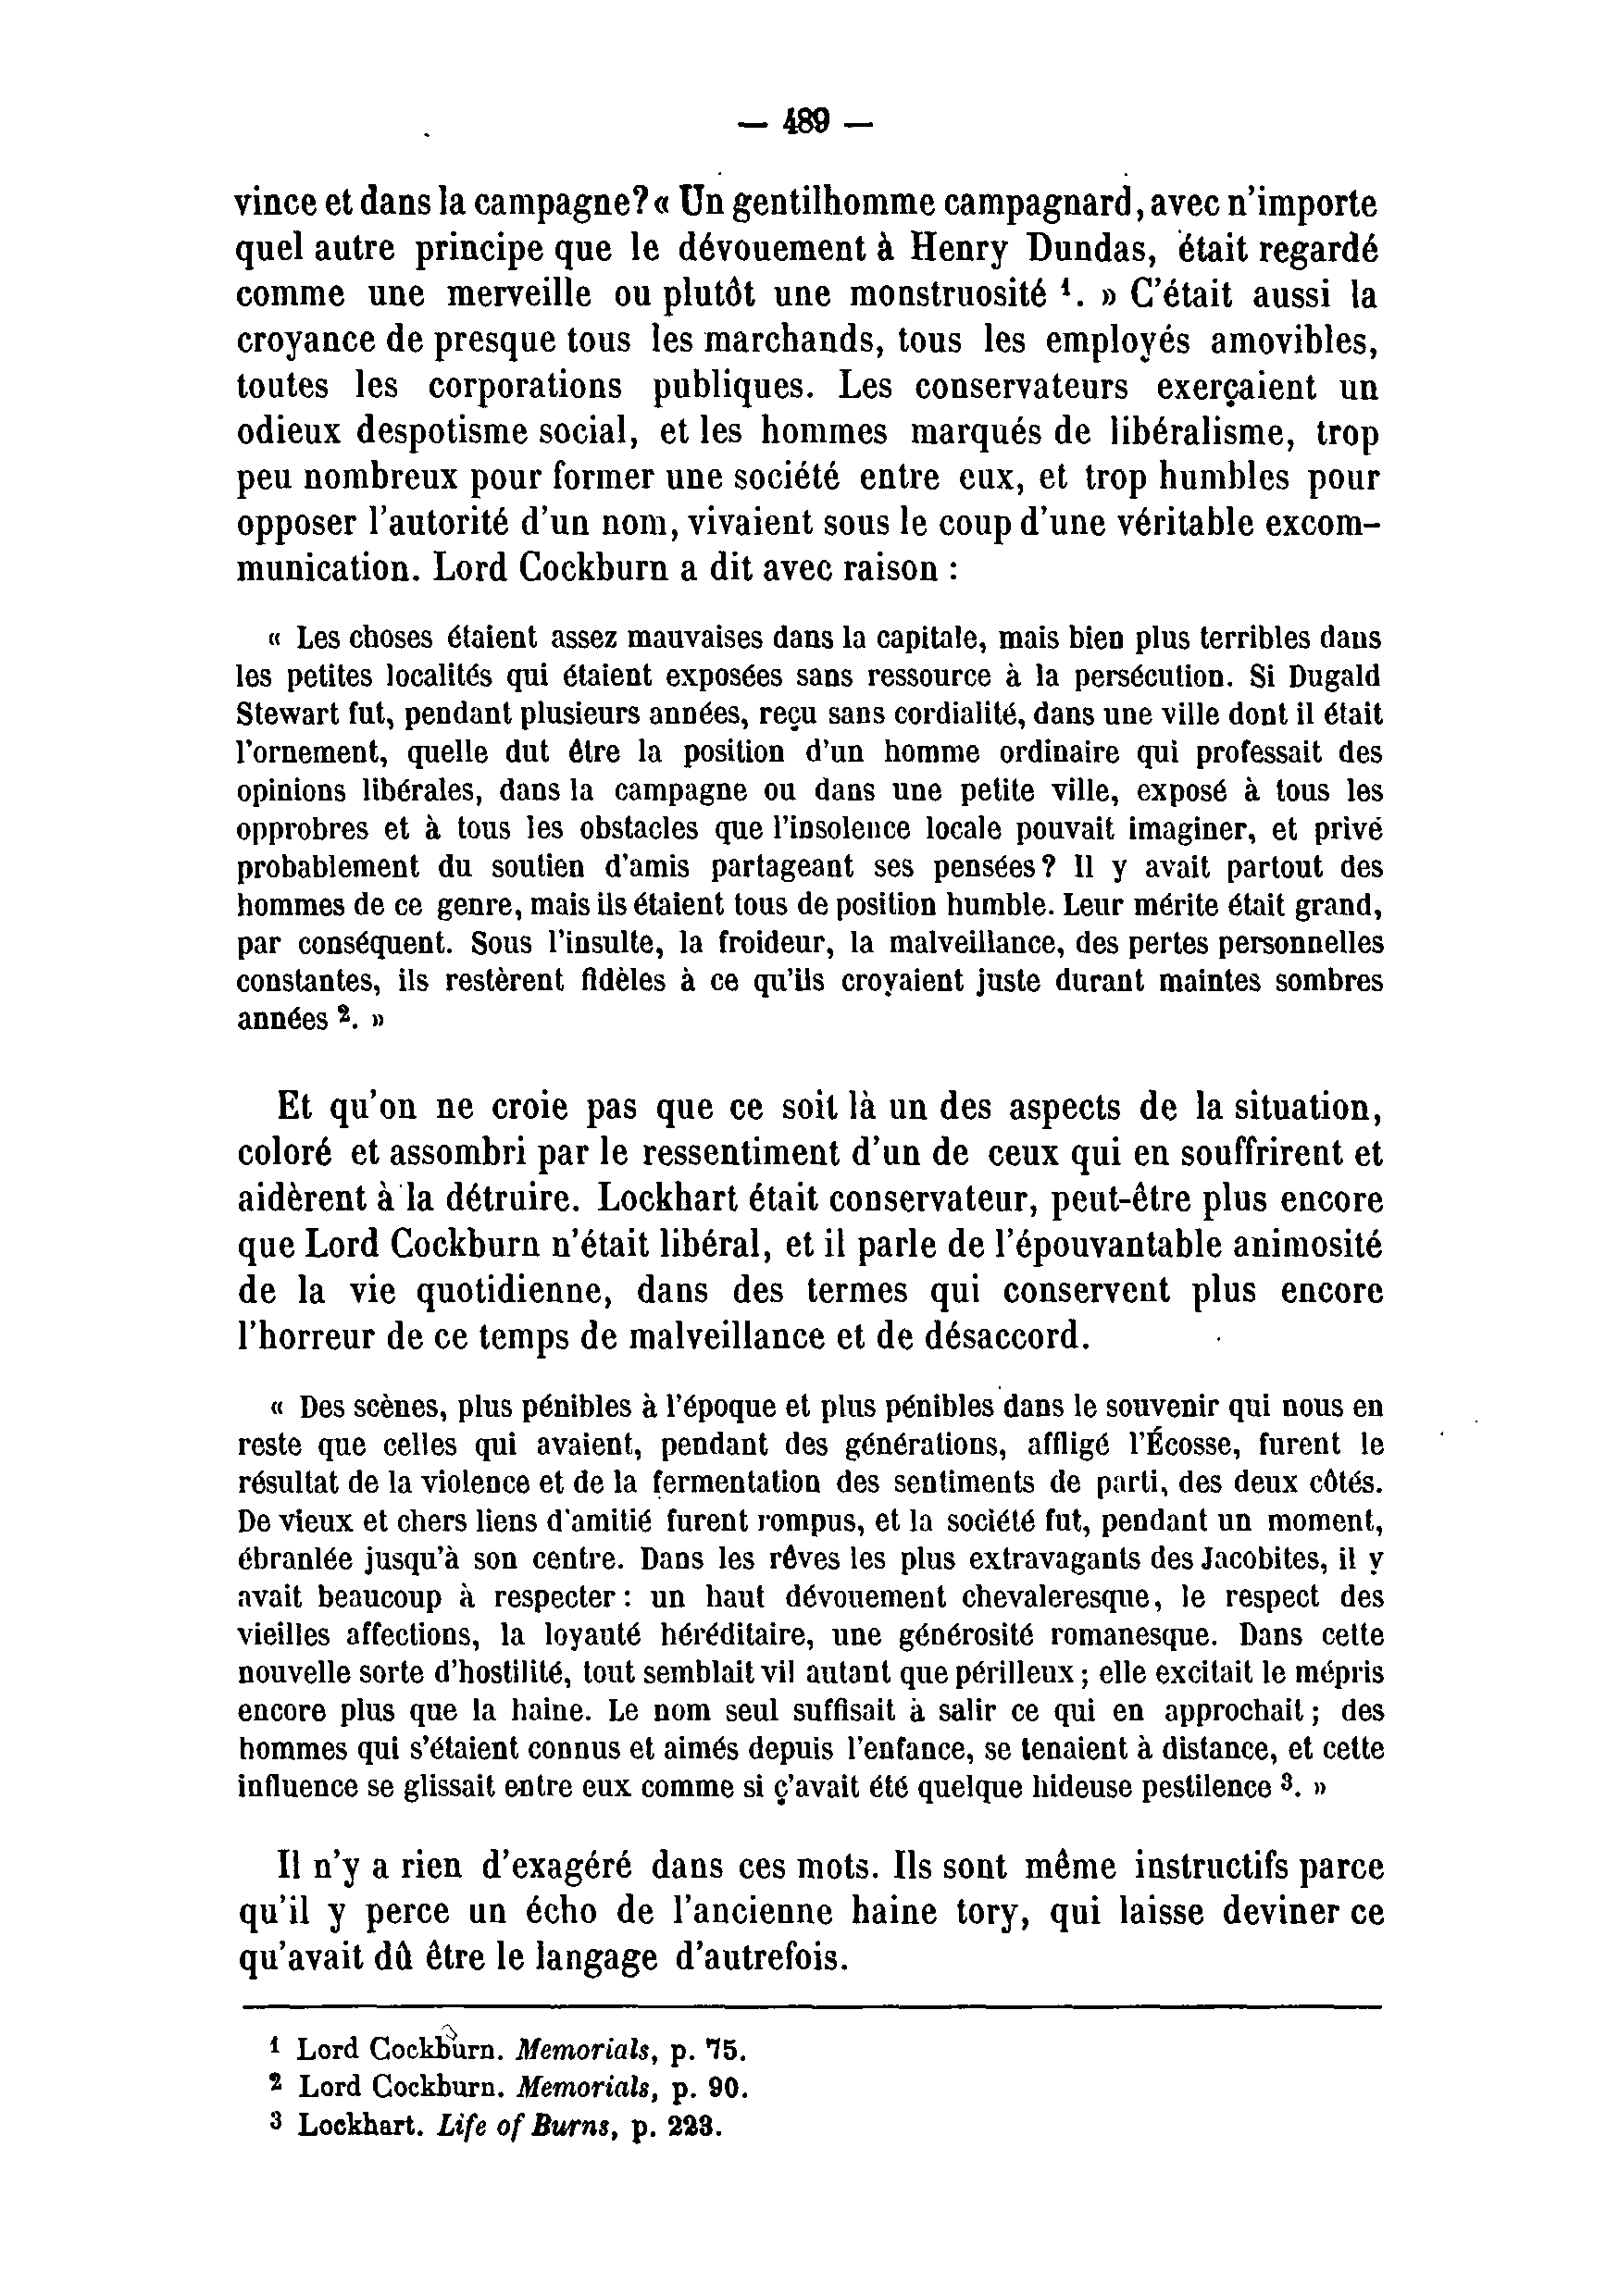 — 489 —
vince et dans la campagne? « Un gentilhomme campagnard, avec n'importe
quel autre principe que le dévouement à Henry Dundas, était regardé
comme une merveille ou plutôt une monstruosité ¹. » C'était aussi la
croyance de presque tous les marchands, tous les employés amovibles,
toutes les corporations publiques. Les conservateurs exerçaient un
odieux despotisme social, et les hommes marqués de libéralisme, trop
peu nombreux pour former une société entre eux, et trop humbles pour
opposer l'autorité d'un nom, vivaient sous le coup d'une véritable excom-
munication. Lord Cockburn a dit avec raison :
« Les choses étaient assez mauvaises dans la capitale, mais bien plus terribles dans
les petites localités qui étaient exposées sans ressource à la persécution. Si Dugald
Stewart fut, pendant plusieurs années, reçu sans cordialité, dans une ville dont il était
l'ornement, quelle dut être la position d'un homme ordinaire qui professait des
opinions libérales, dans la campagne ou dans une petite ville, exposé à tous les
opprobres et à tous les obstacles que l'insolence locale pouvait imaginer, et privé
probablement du soutien d'amis partageant ses pensées? Il y avait partout des
hommes de ce genre, mais ils étaient tous de position humble. Leur mérite était grand,
par conséquent. Sous l'insulte, la froideur, la malveillance, des pertes personnelles
constantes, ils restèrent fidèles à ce qu'ils croyaient juste durant maintes sombres
années ². »
Et qu'on ne croie pas que ce soit là un des aspects de la situation,
coloré et assombri par le ressentiment d'un de ceux qui en souffrirent et
aidèrent à la détruire. Lockhart était conservateur, peut-être plus encore
que Lord Cockburn n'était libéral, et il parle de l'épouvantable animosité
de la vie quotidienne, dans des termes qui conservent plus encore
l'horreur de ce temps de malveillance et de désaccord.
« Des scènes, plus pénibles à l'époque et plus pénibles dans le souvenir qui nous en
reste que celles qui avaient, pendant des générations, affligé l'Écosse, furent le
résultat de la violence et de la fermentation des sentiments de parti, des deux côtés.
De vieux et chers liens d'amitié furent rompus, et la société fut, pendant un moment,
ébranlée jusqu'à son centre. Dans les rêves les plus extravagants des Jacobites, il y
avait beaucoup à respecter : un haut dévouement chevaleresque, le respect des
vieilles affections, la loyauté héréditaire, une générosité romanesque. Dans cette
nouvelle sorte d'hostilité, tout semblait vil autant que périlleux ; elle excitait le mépris
encore plus que la haine. Le nom seul suffisait à salir ce qui en approchait ; des
hommes qui s'étaient connus et aimés depuis l'enfance, se tenaient à distance, et cette
influence se glissait entre eux comme si ç'avait été quelque hideuse pestilence ³. »
Il n'y a rien d'exagéré dans ces mots. Ils sont même instructifs parce
qu'il y perce un écho de l'ancienne haine tory, qui laisse deviner ce
qu'avait dû être le langage d'autrefois.
¹ Lord Cockburn. Memorials, p. 75.
² Lord Cockburn. Memorials, p. 90.
³ Lockhart. Life of Burns, p. 223.